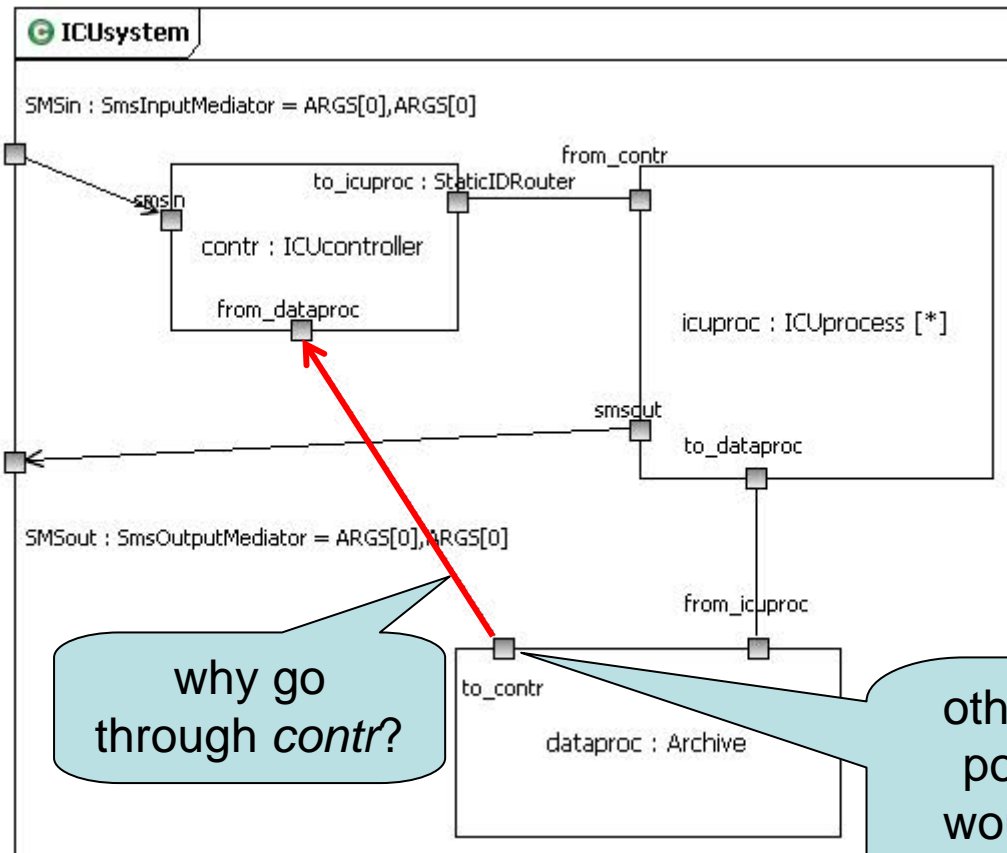 ICUsystem
SMSin : SmsInputMediator = ARGS[0],ARGS[0]
from_contr
to_icuproc : StaticIDRouter
smsin
contr : ICUcontroller
from_dataproc
icuproc : ICUprocess [*]
smsout
to_dataproc
SMSout : SmsOutputMediator = ARGS[0],ARGS[0]
from_icuproc
why go
through contr?
to_contr
dataproc : Archive